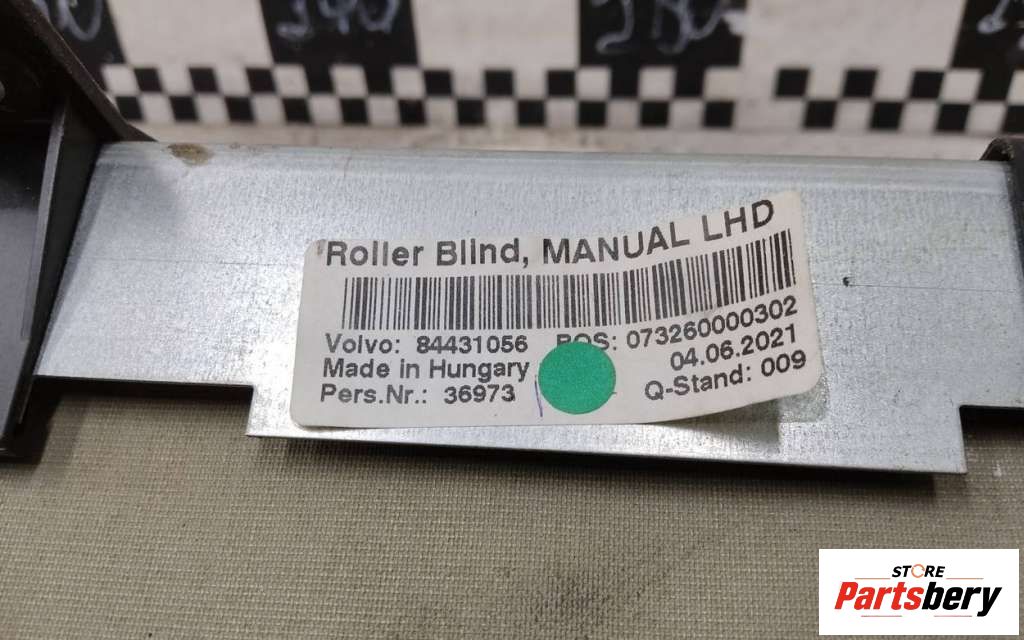 Roller Blind, MANUAL LHD
Volvo: 84431056 POS: 073260000302
Made in Hungary 04.06.2021
Pers.Nr.: 36973 Q-Stand: 009
STORE
Partsbery